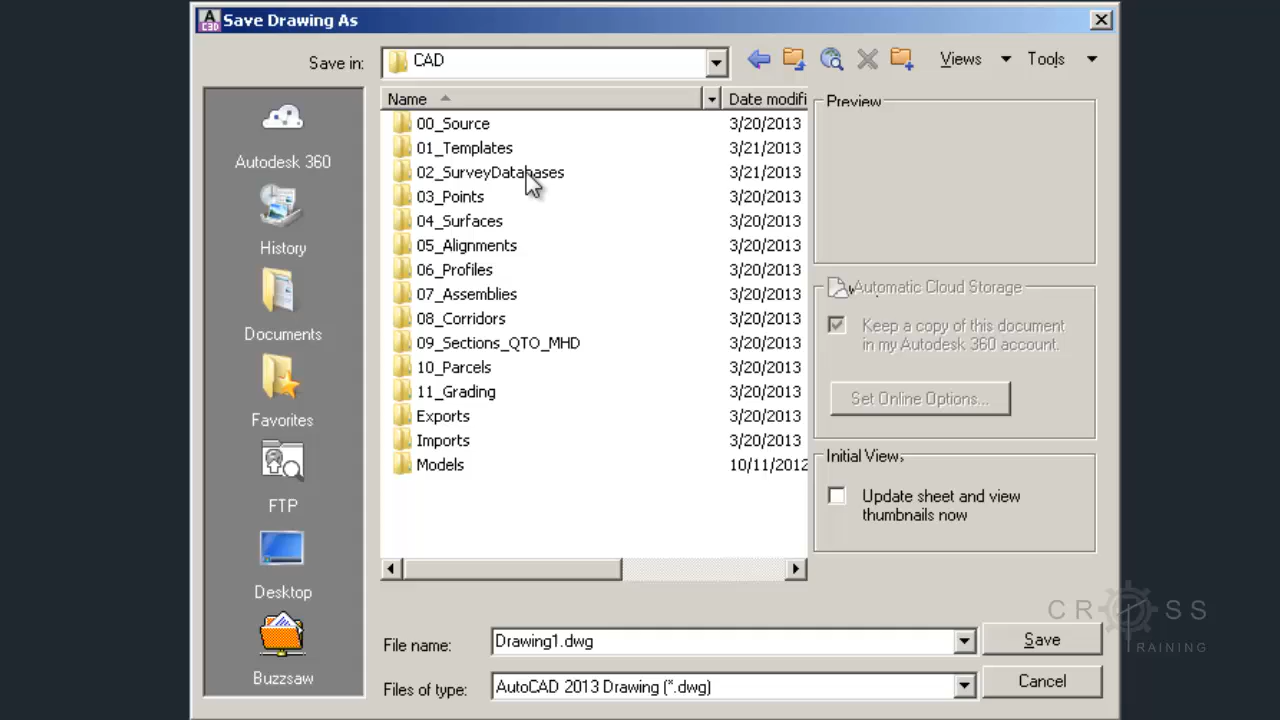 A
C3D
Save Drawing As
Save in:
CAD
Views
Tools
Name
Date modifi
Preview
Autodesk 360
History
Documents
Favorites
FTP
Desktop
Buzzsaw
00_Source 3/20/2013
01_Templates 3/21/2013
02_SurveyDatabases 3/21/2013
03_Points 3/20/2013
04_Surfaces 3/20/2013
05_Alignments 3/20/2013
06_Profiles 3/20/2013
07_Assemblies 3/20/2013
08_Corridors 3/20/2013
09_Sections_QTO_MHD 3/20/2013
10_Parcels 3/20/2013
11_Grading 3/20/2013
Exports 3/20/2013
Imports 3/20/2013
Models 10/11/2012
Automatic Cloud Storage
Keep a copy of this document
in my Autodesk 360 account.
Set Online Options...
Initial View
Update sheet and view
thumbnails now
File name:
Drawing1.dwg
Save
Files of type:
AutoCAD 2013 Drawing (*.dwg)
Cancel
CROSS
TRAINING